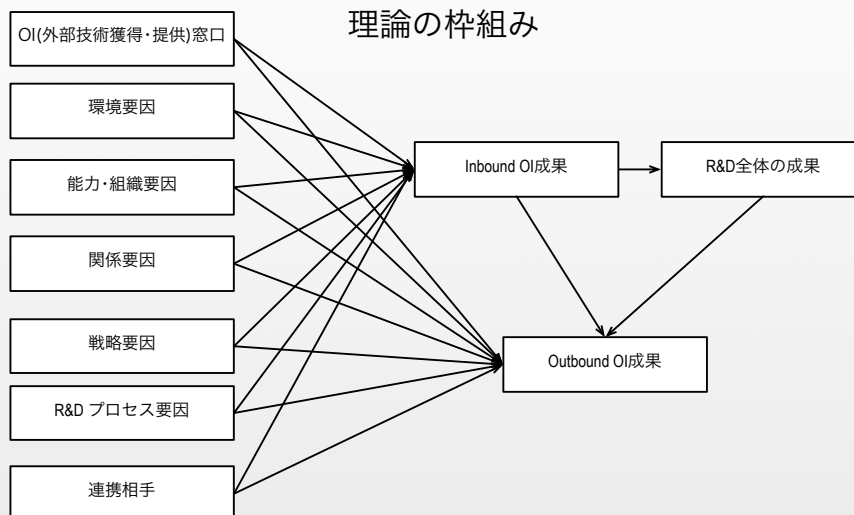 理論の枠組み
OI(外部技術獲得・提供)窓口
環境要因
能力・組織要因
関係要因
戦略要因
R&D プロセス要因
連携相手
Inbound OI成果
R&D全体の成果
Outbound OI成果